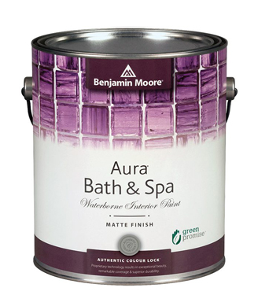 Benjamin Moore®
Aura®
Bath & Spa
Waterborne Interior Paint
MATTE FINISH
green
promise®
AUTHENTIC COLOUR LOCK